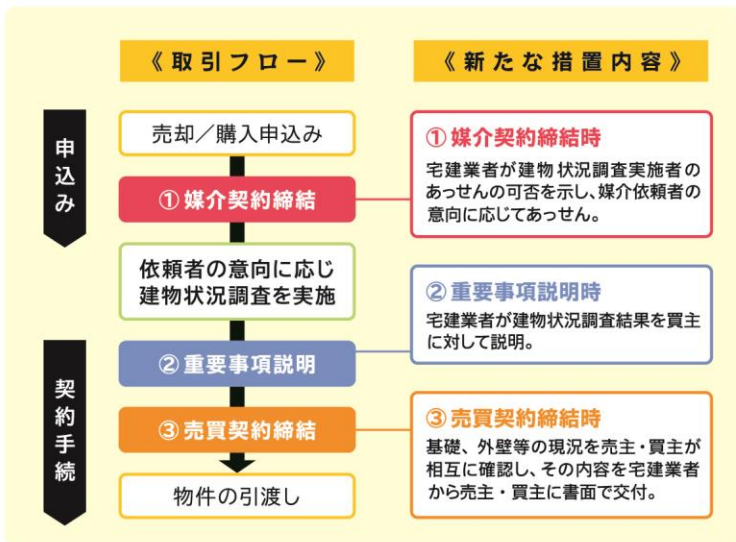 《取引フロー》
《新たな措置内容》
申込み
売却／購入申込み
①媒介契約締結
依頼者の意向に応じ
建物状況調査を実施
契約手続
②重要事項説明
③売買契約締結
物件の引渡し
①媒介契約締結時
宅建業者が建物状況調査実施者の
あっせんの可否を示し、媒介依頼者の
意向に応じてあっせん。
②重要事項説明時
宅建業者が建物状況調査結果を買主
に対して説明。
③売買契約締結時
基礎、外壁等の現況を売主・買主が
相互に確認し、その内容を宅建業者
から売主・買主に書面で交付。